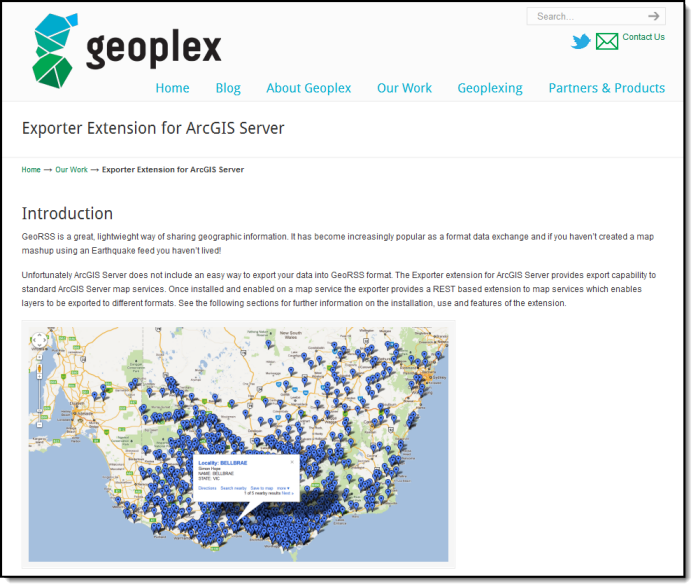 Search...
geoplex
Contact Us
Home Blog About Geoplex Our Work Geoplexing Partners & Products
Exporter Extension for ArcGIS Server
Home → Our Work → Exporter Extension for ArcGIS Server
Introduction
GeoRSS is a great, lightwieght way of sharing geographic information. It has become increasingly popular as a format data exchange and if you haven't created a map
mashup using an Earthquake feed you haven't lived!
Unfortunately ArcGIS Server does not include an easy way to export your data into GeoRSS format. The Exporter extension for ArcGIS Server provides export capability to
standard ArcGIS Server map services. Once installed and enabled on a map service the exporter provides a REST based extension to map services which enables
layers to be exported to different formats. See the following sections for further information on the installation, use and features of the extension.
New South
Wales
Locality: BELLBRAE
Street Hope
NAME: BELLBRAE
STATE: VIC
Directions Search nearby Save to map more ▾
1 of 5 nearby results Next »